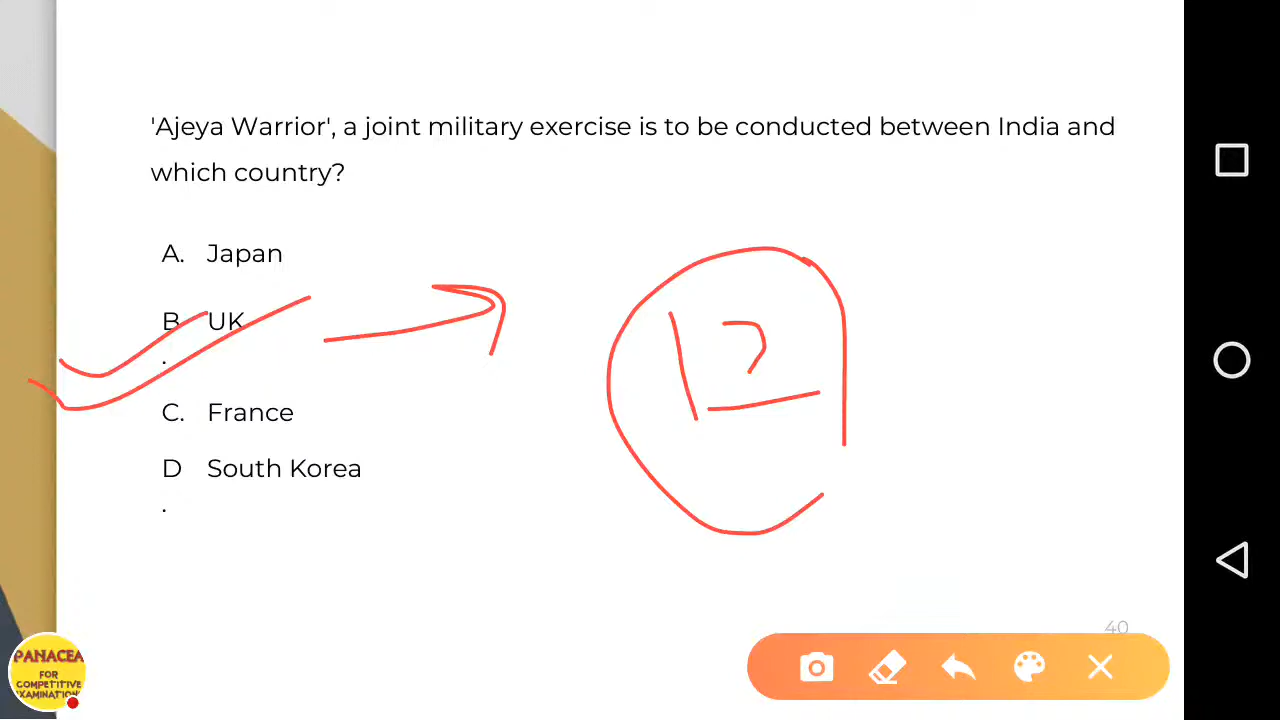 'Ajeya Warrior', a joint military exercise is to be conducted between India and
which country?
A. Japan
B. UK
C. France
D. South Korea
40
PANACEA
FOR
COMPETITIVE
EXAMINATION